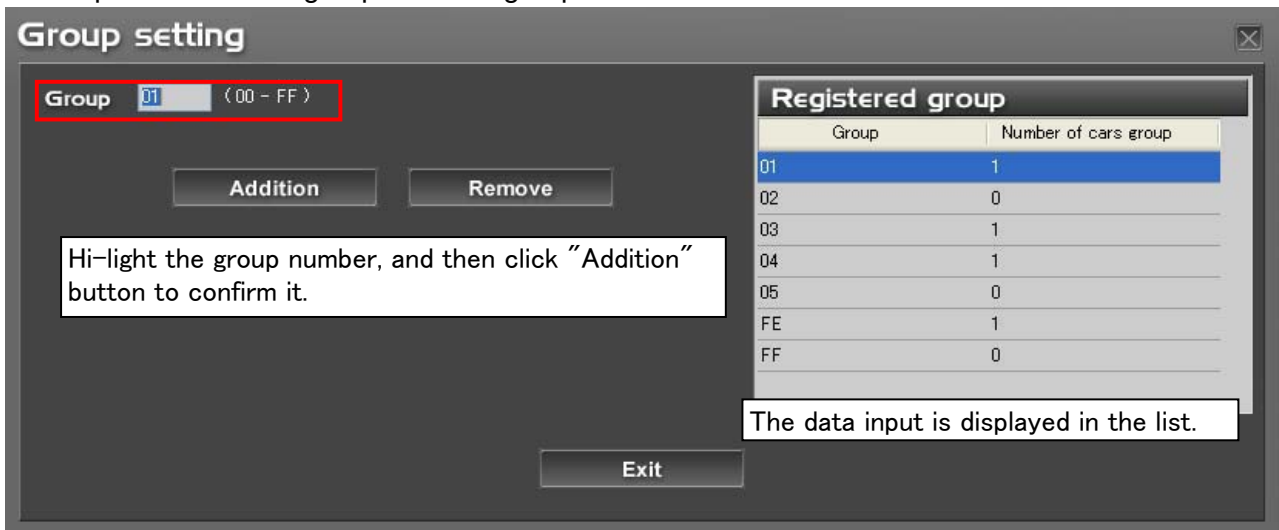 Group setting
Group 01 (00 - FF)
Addition Remove
Hi-light the group number, and then click "Addition"
button to confirm it.
Registered group
Group Number of cars group
01 1
02 0
03 1
04 1
05 0
FE 1
FF 0
The data input is displayed in the list.
Exit